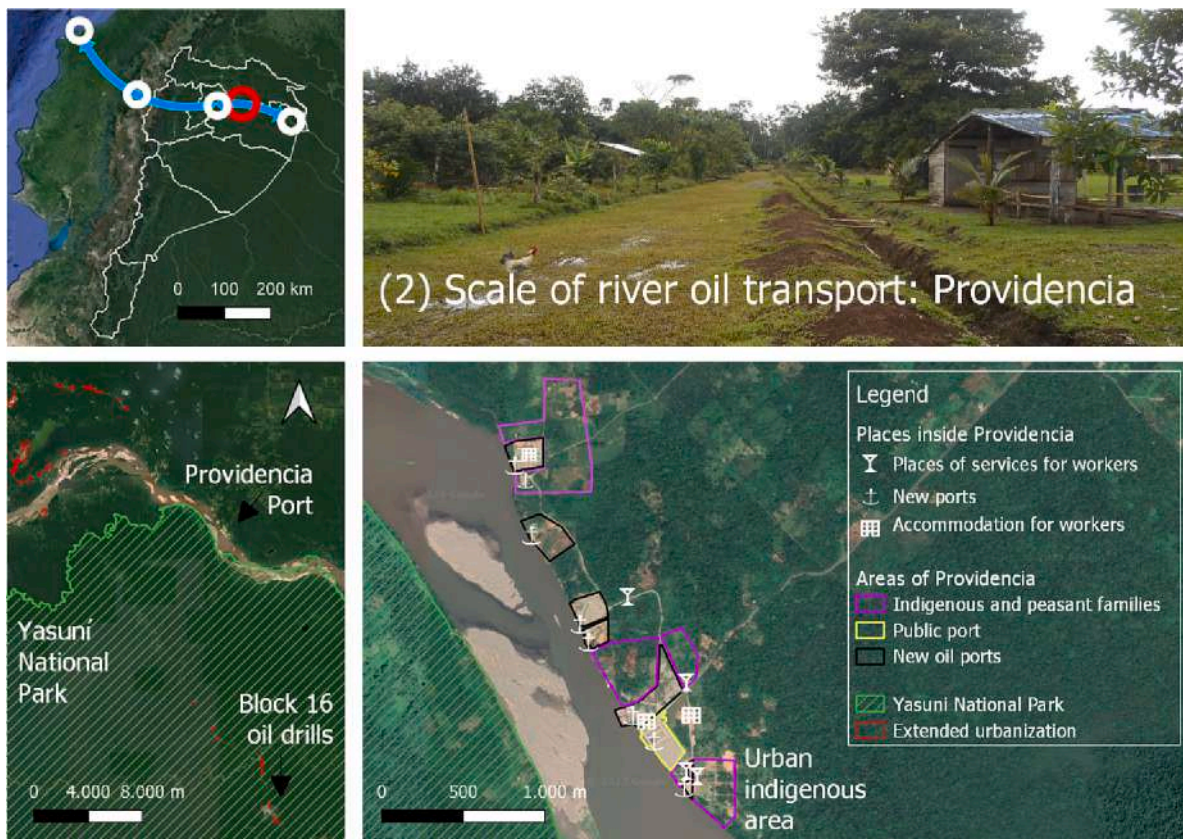 0 100 200 km
(2) Scale of river oil transport: Providencia
Providencia
Port
Yasuní
National
Park
Block 16
oil drills
0 4.000 8.000 m
Legend
Places inside Providencia
Places of services for workers
New ports
Accommodation for workers
Areas of Providencia
Indigenous and peasant families
Public port
New oil ports
Yasuni National Park
Extended urbanization
Urban
indigenous
area
0 500 1.000 m